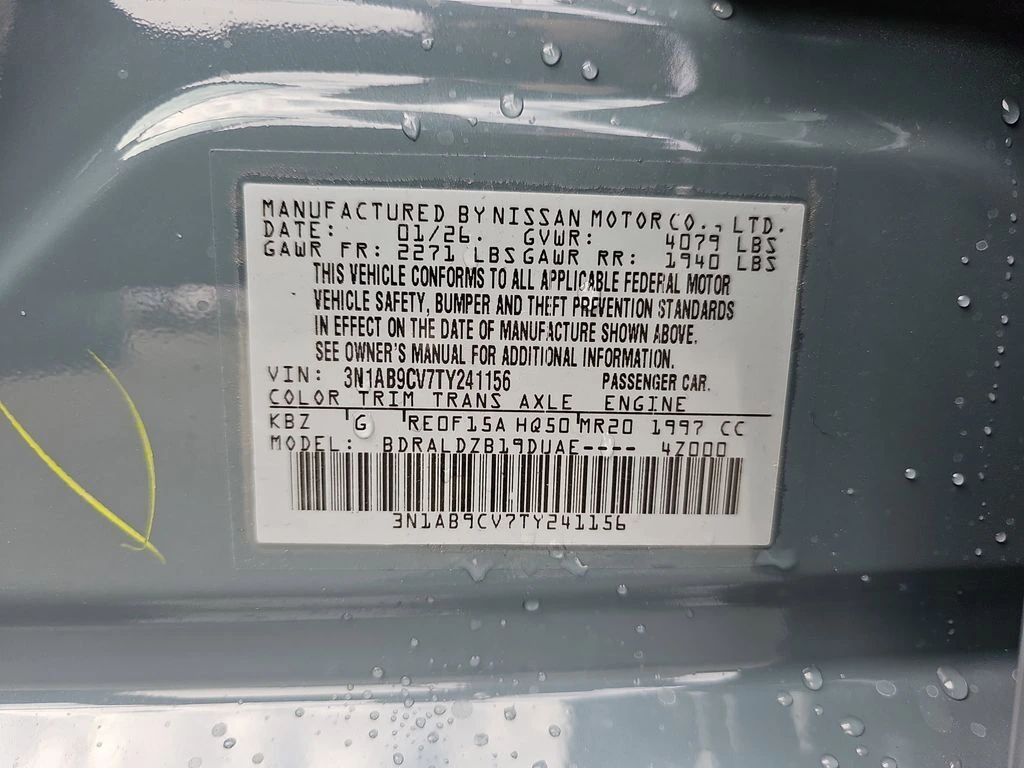 MANUFACTURED BY NISSAN MOTOR CO., LTD.
DATE: 01/26. GVWR: 4079 LBS
GAWR FR: 2271 LBS GAWR RR: 1940 LBS
THIS VEHICLE CONFORMS TO ALL APPLICABLE FEDERAL MOTOR
VEHICLE SAFETY, BUMPER AND THEFT PREVENTION STANDARDS
IN EFFECT ON THE DATE OF MANUFACTURE SHOWN ABOVE.
SEE OWNER'S MANUAL FOR ADDITIONAL INFORMATION.
VIN: 3N1AB9CV7TY241156 PASSENGER CAR.
COLOR TRIM TRANS AXLE ENGINE
KBZ G RE0F15A HQ50 MR20 1997 CC
MODEL: BDRALDZB19DUAE---- 4Z000
3N1AB9CV7TY241156